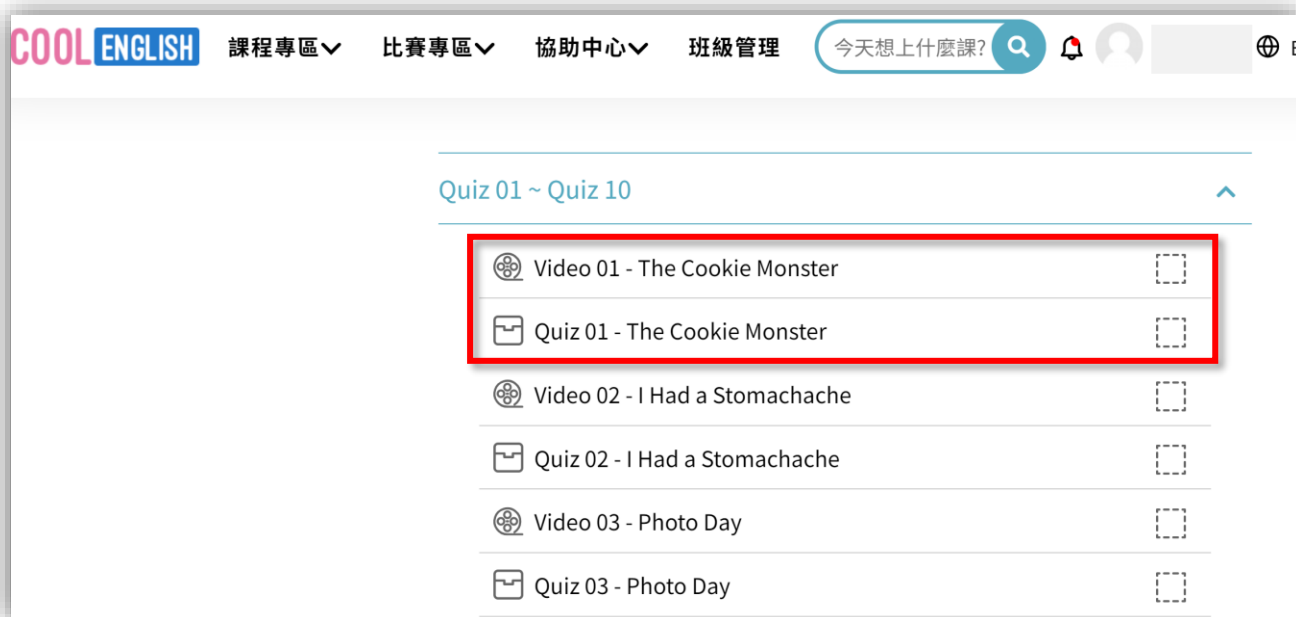 COOL ENGLISH 課程專區 比賽專區 協助中心 班級管理 今天想上什麼課?
Quiz 01 ~ Quiz 10
Video 01 - The Cookie Monster
Quiz 01 - The Cookie Monster
Video 02 - I Had a Stomachache
Quiz 02 - I Had a Stomachache
Video 03 - Photo Day
Quiz 03 - Photo Day